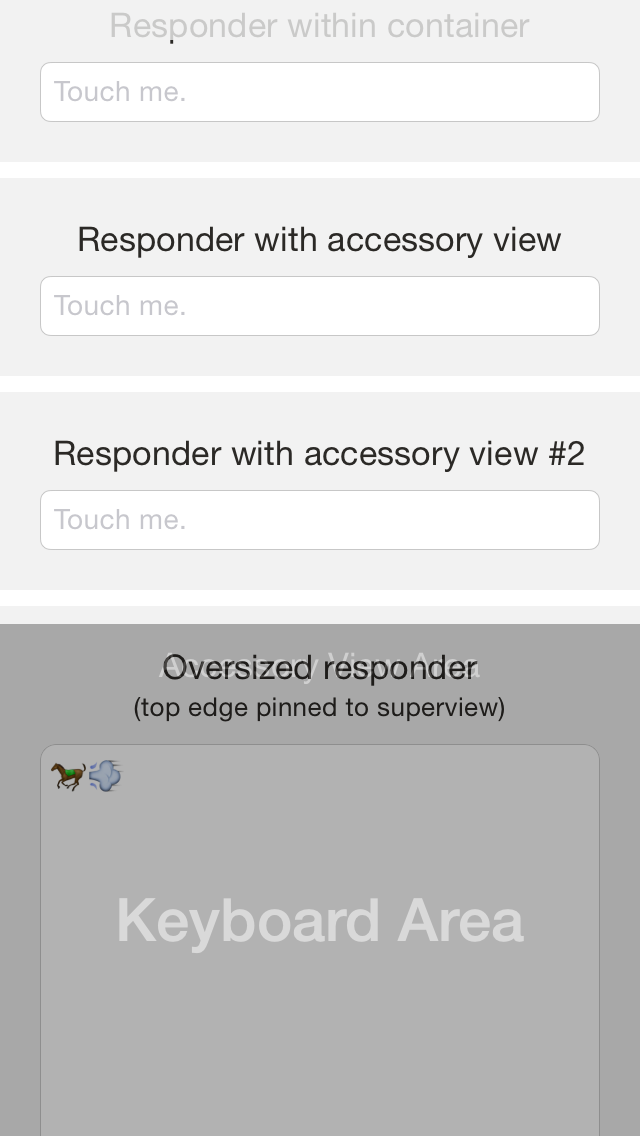 Responder within container
Touch me.
Responder with accessory view
Touch me.
Responder with accessory view #2
Touch me.
Accessory View Area
Oversized responder
(top edge pinned to superview)
🐎💨
Keyboard Area